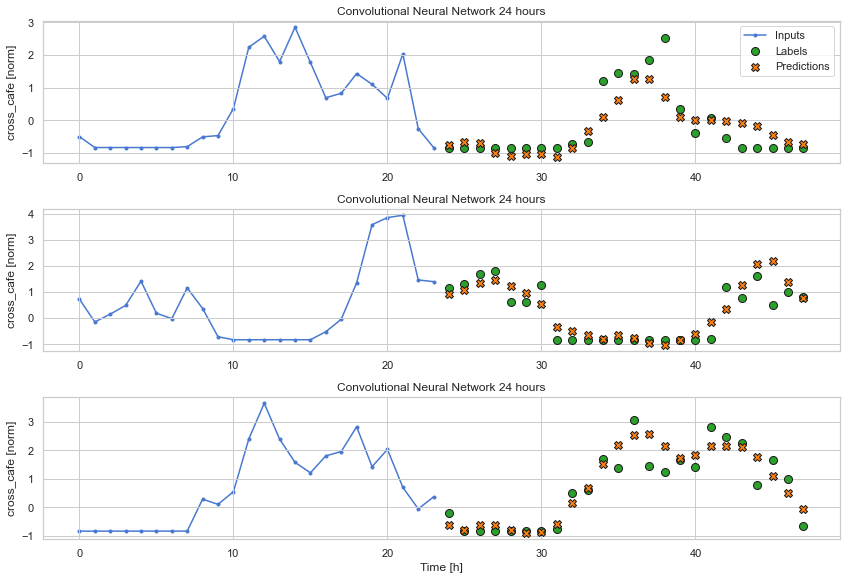 Convolutional Neural Network 24 hours
cross_cafe [norm]
3
2
1
0
−1
Inputs
Labels
Predictions
0 10 20 30 40
Convolutional Neural Network 24 hours
cross_cafe [norm]
4
3
2
1
0
−1
0 10 20 30 40
Convolutional Neural Network 24 hours
cross_cafe [norm]
3
2
1
0
−1
0 10 20 30 40
Time [h]